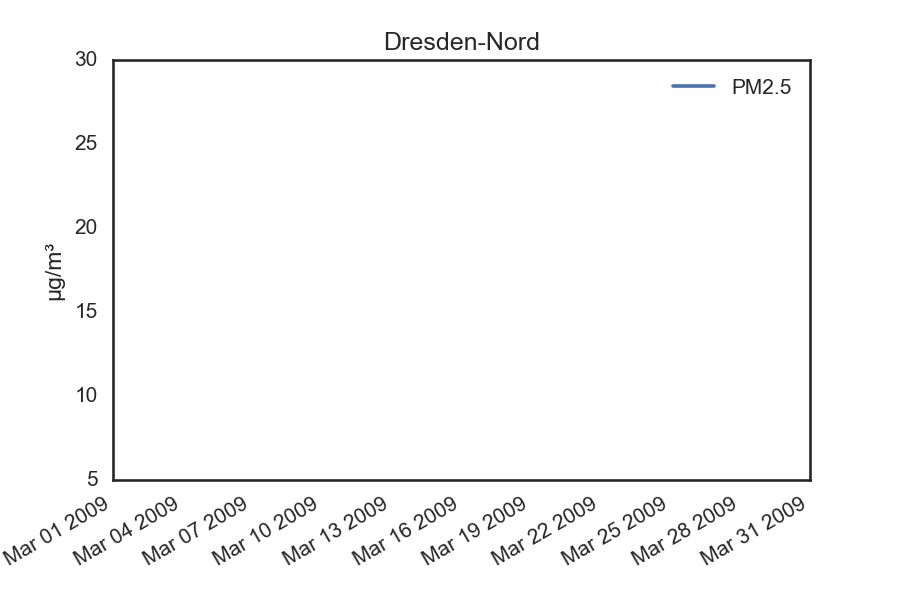 Dresden-Nord
30
PM2.5
25
20
µg/m³
15
10
5
Mar 01 2009
Mar 04 2009
Mar 07 2009
Mar 10 2009
Mar 13 2009
Mar 16 2009
Mar 19 2009
Mar 22 2009
Mar 25 2009
Mar 28 2009
Mar 31 2009